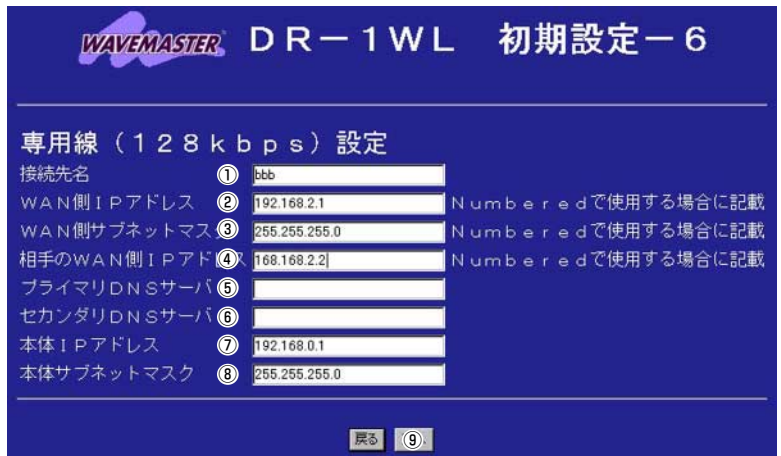 WAVEMASTER ＤＲ－１ＷＬ　初期設定－６
専用線（１２８ｋｂｐｓ）設定
接続先名 ① bbb
ＷＡＮ側ＩＰアドレス ② 192.168.2.1 Ｎｕｍｂｅｒｅｄで使用する場合に記載
ＷＡＮ側サブネットマスク ③ 255.255.255.0 Ｎｕｍｂｅｒｅｄで使用する場合に記載
相手のＷＡＮ側ＩＰアドレス ④ 168.168.2.2 Ｎｕｍｂｅｒｅｄで使用する場合に記載
プライマリＤＮＳサーバ ⑤
セカンダリＤＮＳサーバ ⑥
本体ＩＰアドレス ⑦ 192.168.0.1
本体サブネットマスク ⑧ 255.255.255.0
戻る ⑨